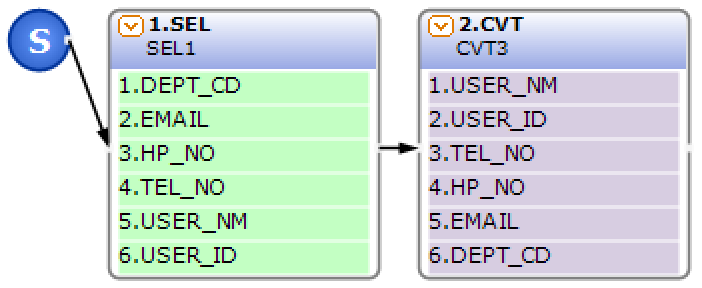 S
1.SEL
SEL1
1.DEPT_CD
2.EMAIL
3.HP_NO
4.TEL_NO
5.USER_NM
6.USER_ID
2.CVT
CVT3
1.USER_NM
2.USER_ID
3.TEL_NO
4.HP_NO
5.EMAIL
6.DEPT_CD